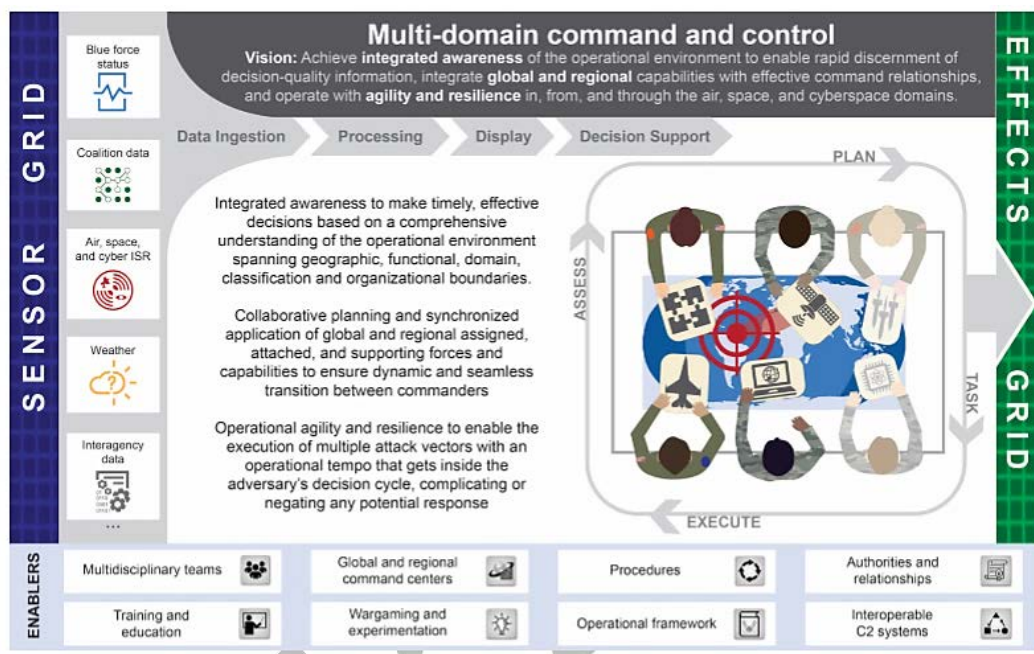 SENSOR GRID
Blue force
status
Coalition data
Air, space,
and cyber ISR
Weather
?
Interagency
data
...
Multi-domain command and control
Vision: Achieve integrated awareness of the operational environment to enable rapid discernment of
decision-quality information, integrate global and regional capabilities with effective command relationships,
and operate with agility and resilience in, from, and through the air, space, and cyberspace domains.
Data Ingestion
Processing
Display
Decision Support
Integrated awareness to make timely, effective
decisions based on a comprehensive
understanding of the operational environment
spanning geographic, functional, domain,
classification and organizational boundaries.
Collaborative planning and synchronized
application of global and regional assigned,
attached, and supporting forces and
capabilities to ensure dynamic and seamless
transition between commanders
Operational agility and resilience to enable the
execution of multiple attack vectors with an
operational tempo that gets inside the
adversary's decision cycle, complicating or
negating any potential response
PLAN
ASSESS
TASK
EXECUTE
EFFECTS GRID
ENABLERS
Multidisciplinary teams
Global and regional
command centers
Procedures
Authorities and
relationships
Training and
education
Wargaming and
experimentation
Operational framework
Interoperable
C2 systems